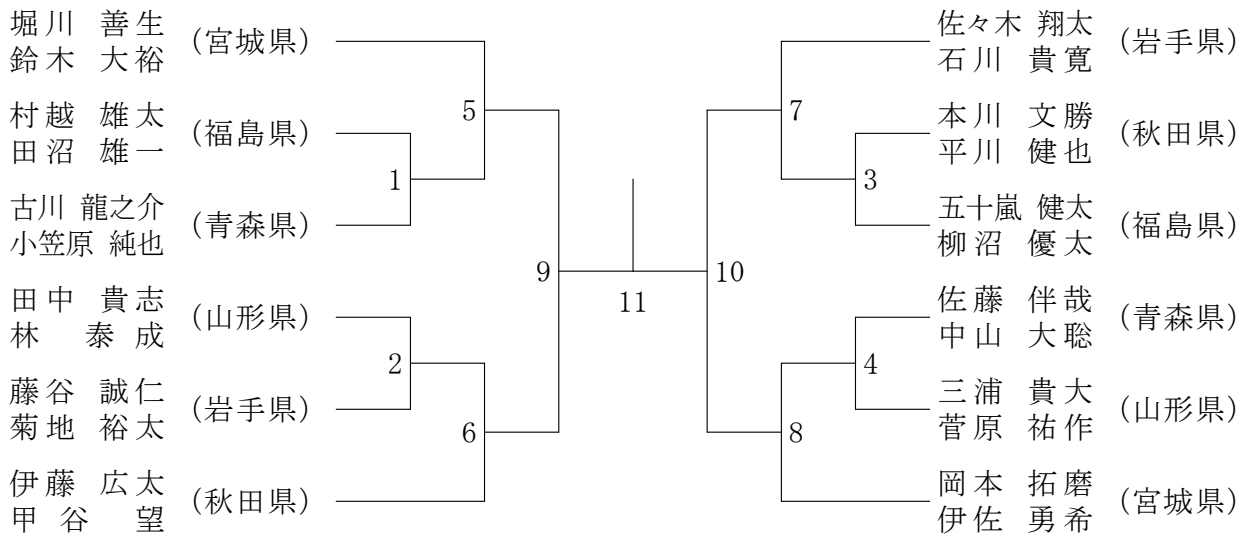 堀川 善生
鈴木 大裕
(宮城県)
村越 雄太
田沼 雄一
(福島県)
古川 龍之介
小笠原 純也
(青森県)
田中 貴志
林 泰成
(山形県)
藤谷 誠仁
菊地 裕太
(岩手県)
伊藤 広太
甲谷 望
(秋田県)
5
1
9
2
6
11
佐々木 翔太
石川 貴寛
(岩手県)
本川 文勝
平川 健也
(秋田県)
五十嵐 健太
柳沼 優太
(福島県)
佐藤 伴哉
中山 大聡
(青森県)
三浦 貴大
菅原 祐作
(山形県)
岡本 拓磨
伊佐 勇希
(宮城県)
7
3
10
4
8